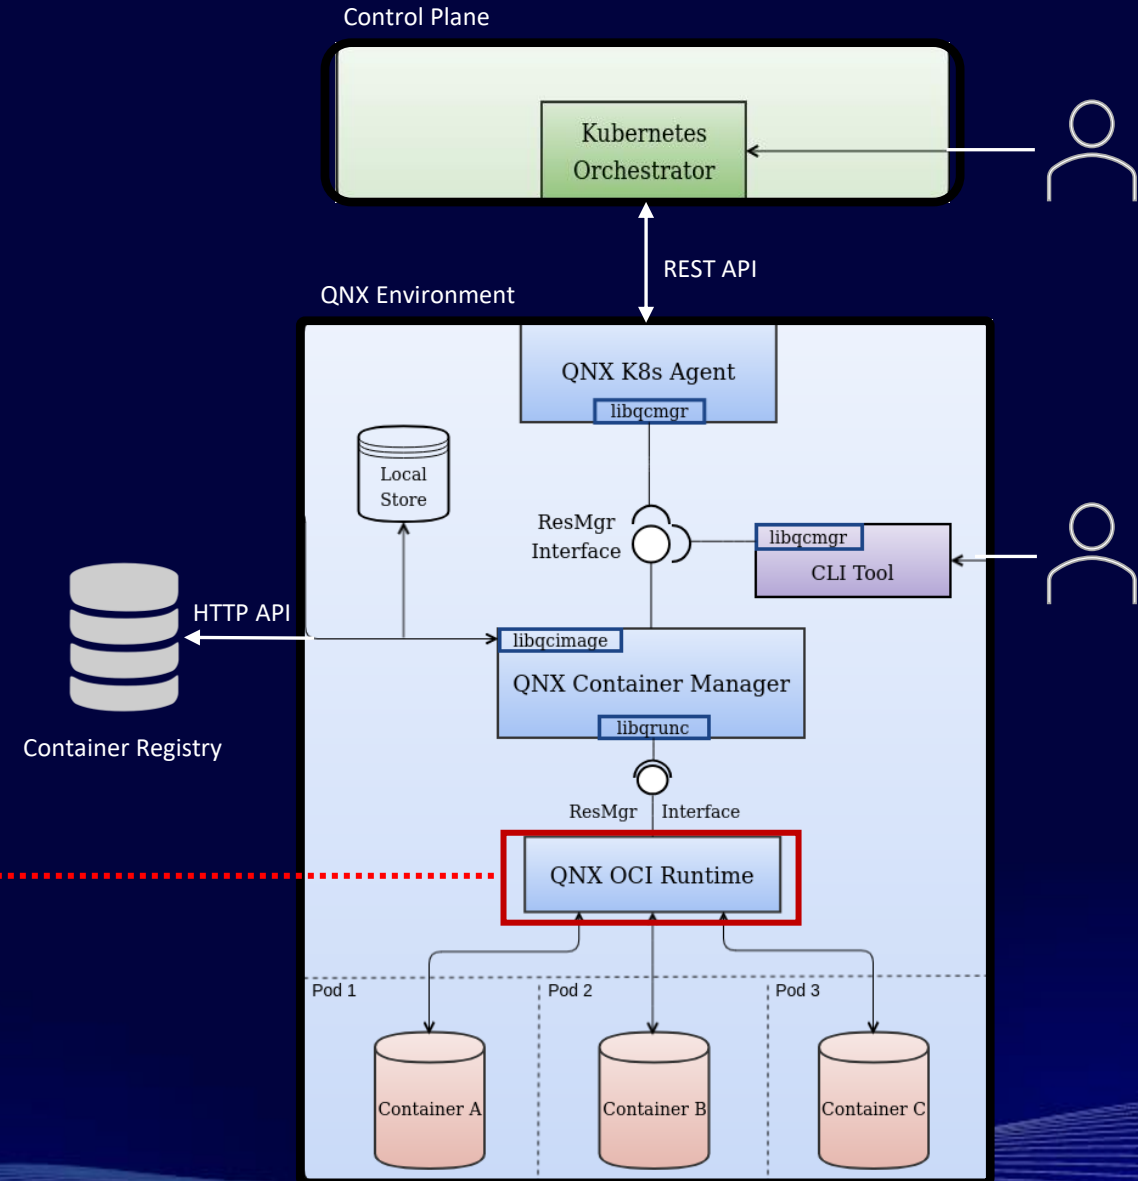 Control Plane
Kubernetes
Orchestrator
REST API
QNX Environment
QNX K8s Agent
libqcmgr
Local
Store
ResMgr
Interface
libqcmgr
CLI Tool
HTTP API
libqcimage
QNX Container Manager
libqrunc
Container Registry
ResMgr Interface
QNX OCI Runtime
Pod 1 Pod 2 Pod 3
Container A Container B Container C